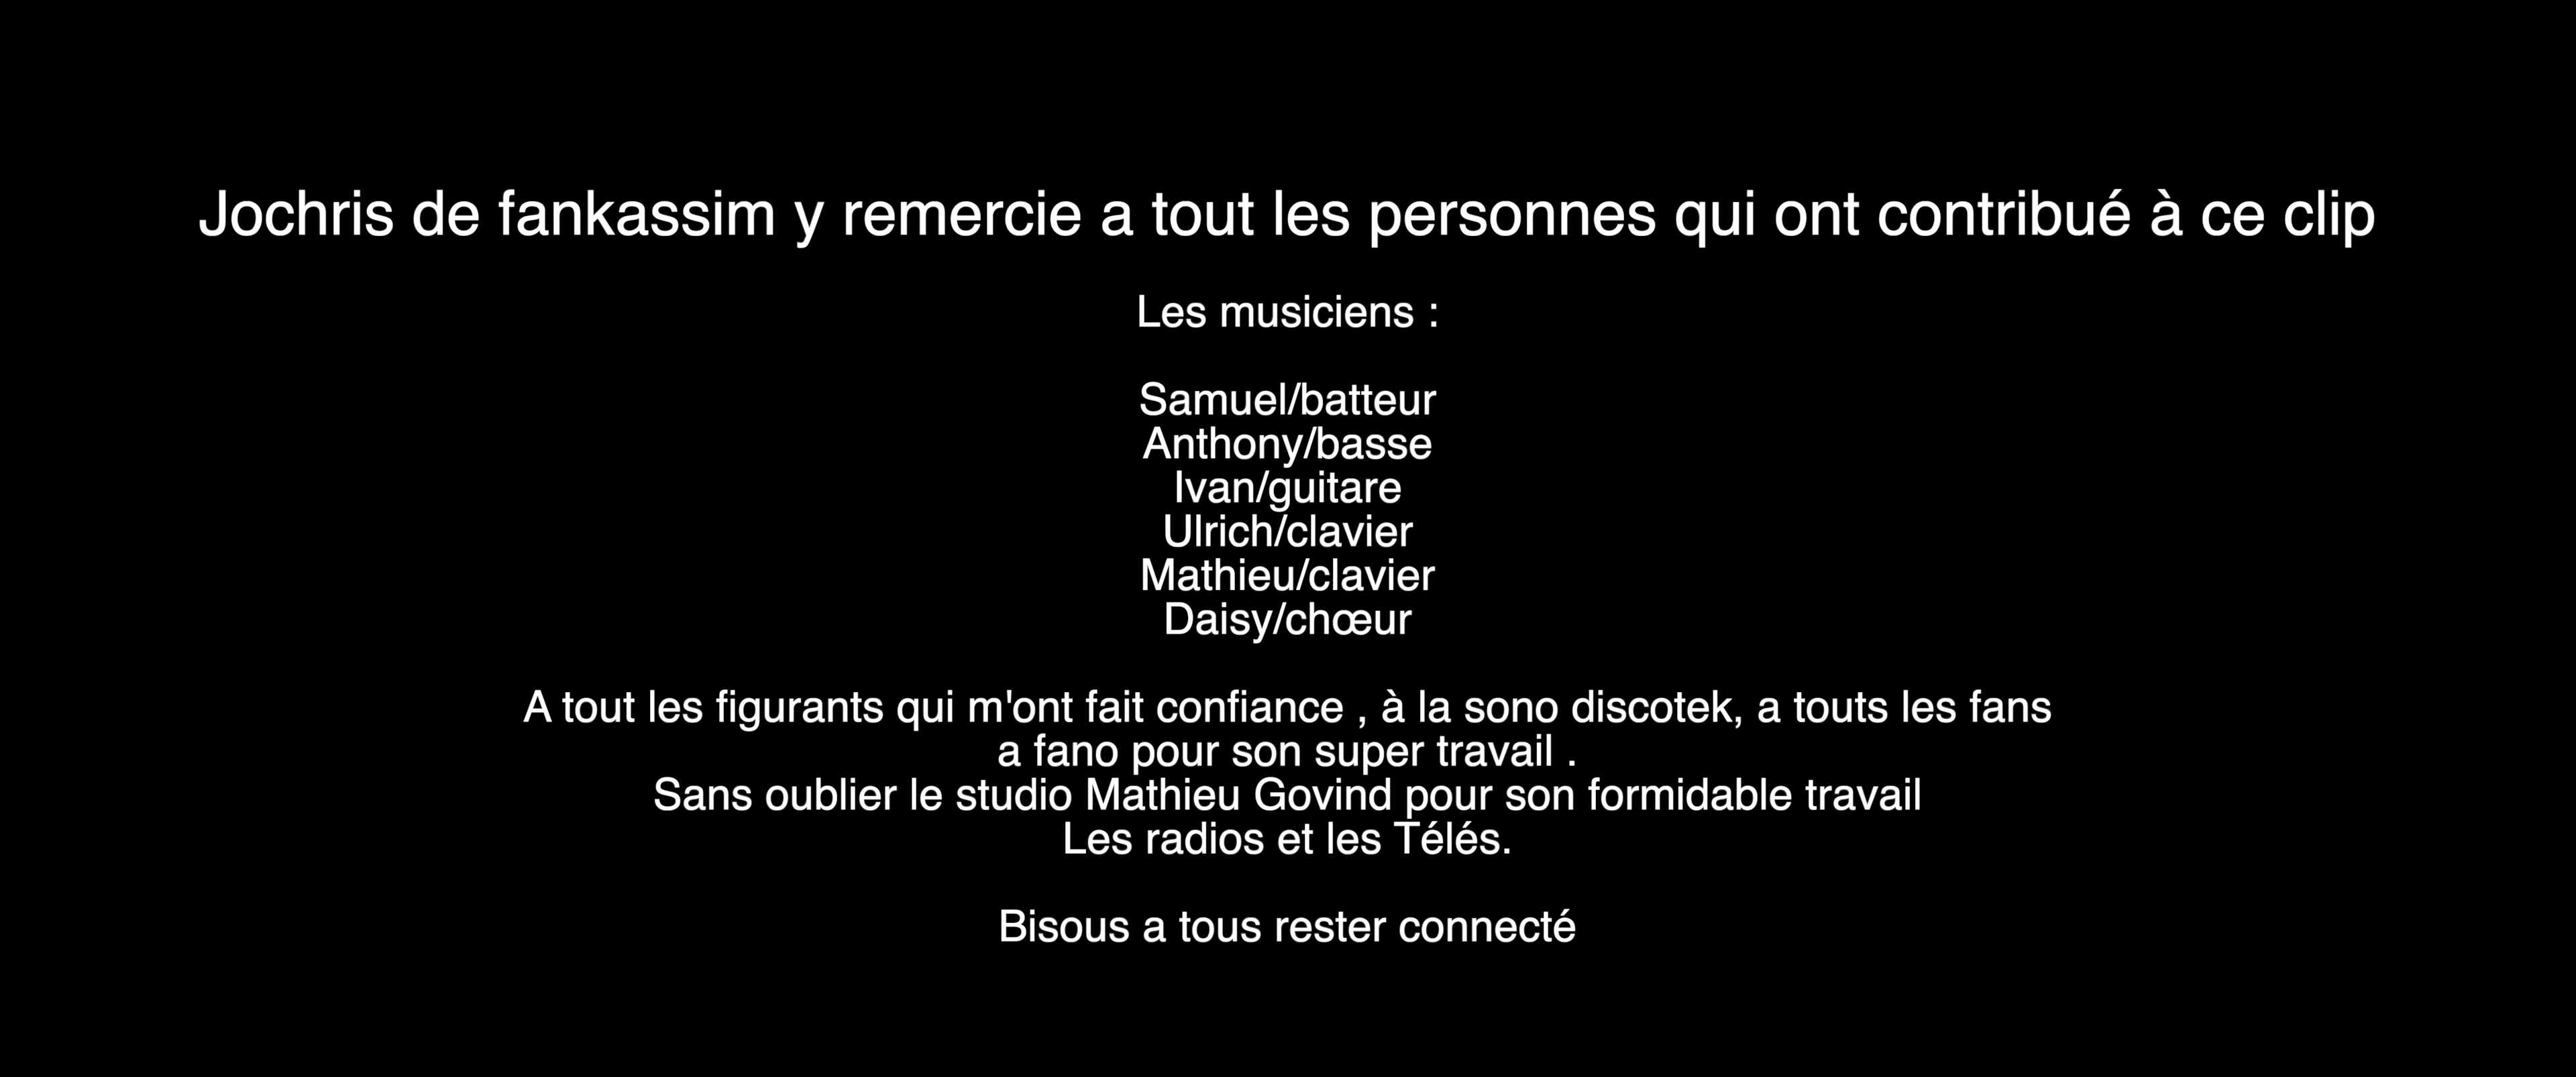 Jochris de fankassim y remercie a tout les personnes qui ont contribué à ce clip
Les musiciens :
Samuel/batteur
Anthony/basse
Ivan/guitare
Ulrich/clavier
Mathieu/clavier
Daisy/chœur
A tout les figurants qui m'ont fait confiance , à la sono discotek, a touts les fans
a fano pour son super travail .
Sans oublier le studio Mathieu Govind pour son formidable travail
Les radios et les Télés.
Bisous a tous rester connecté